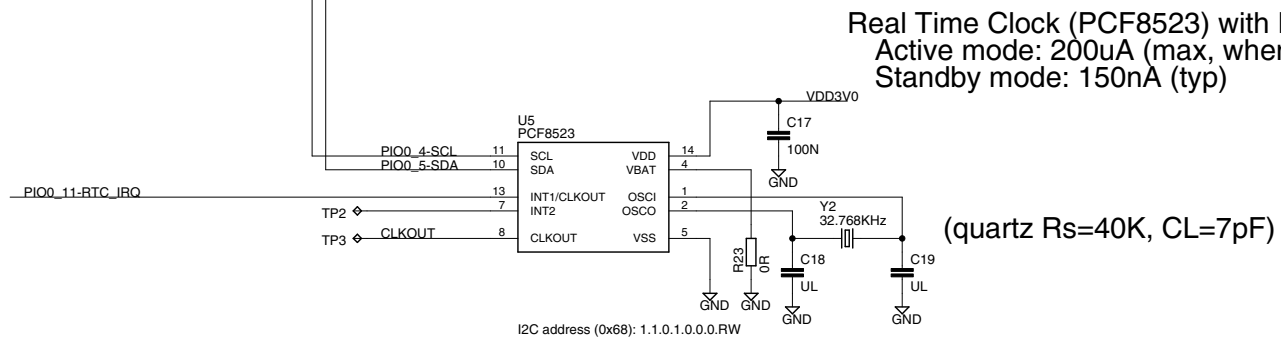 Real Time Clock (PCF8523) with
Active mode: 200uA (max, when
Standby mode: 150nA (typ)
VDD3V0
C17
100N
GND
U5
PCF8523
PIO0_4-SCL 11 SCL VDD 14
PIO0_5-SDA 10 SDA VBAT 4
PIO0_11-RTC_IRQ 13 INT1/CLKOUT OSCI 1
TP2 7 INT2 OSCO 2
TP3 CLKOUT 8 CLKOUT VSS 5
Y2
32.768KHz
(quartz Rs=40K, CL=7pF)
R23
0R
C18
UL
C19
UL
GND GND GND GND
I2C address (0x68): 1.1.0.1.0.0.0.RW